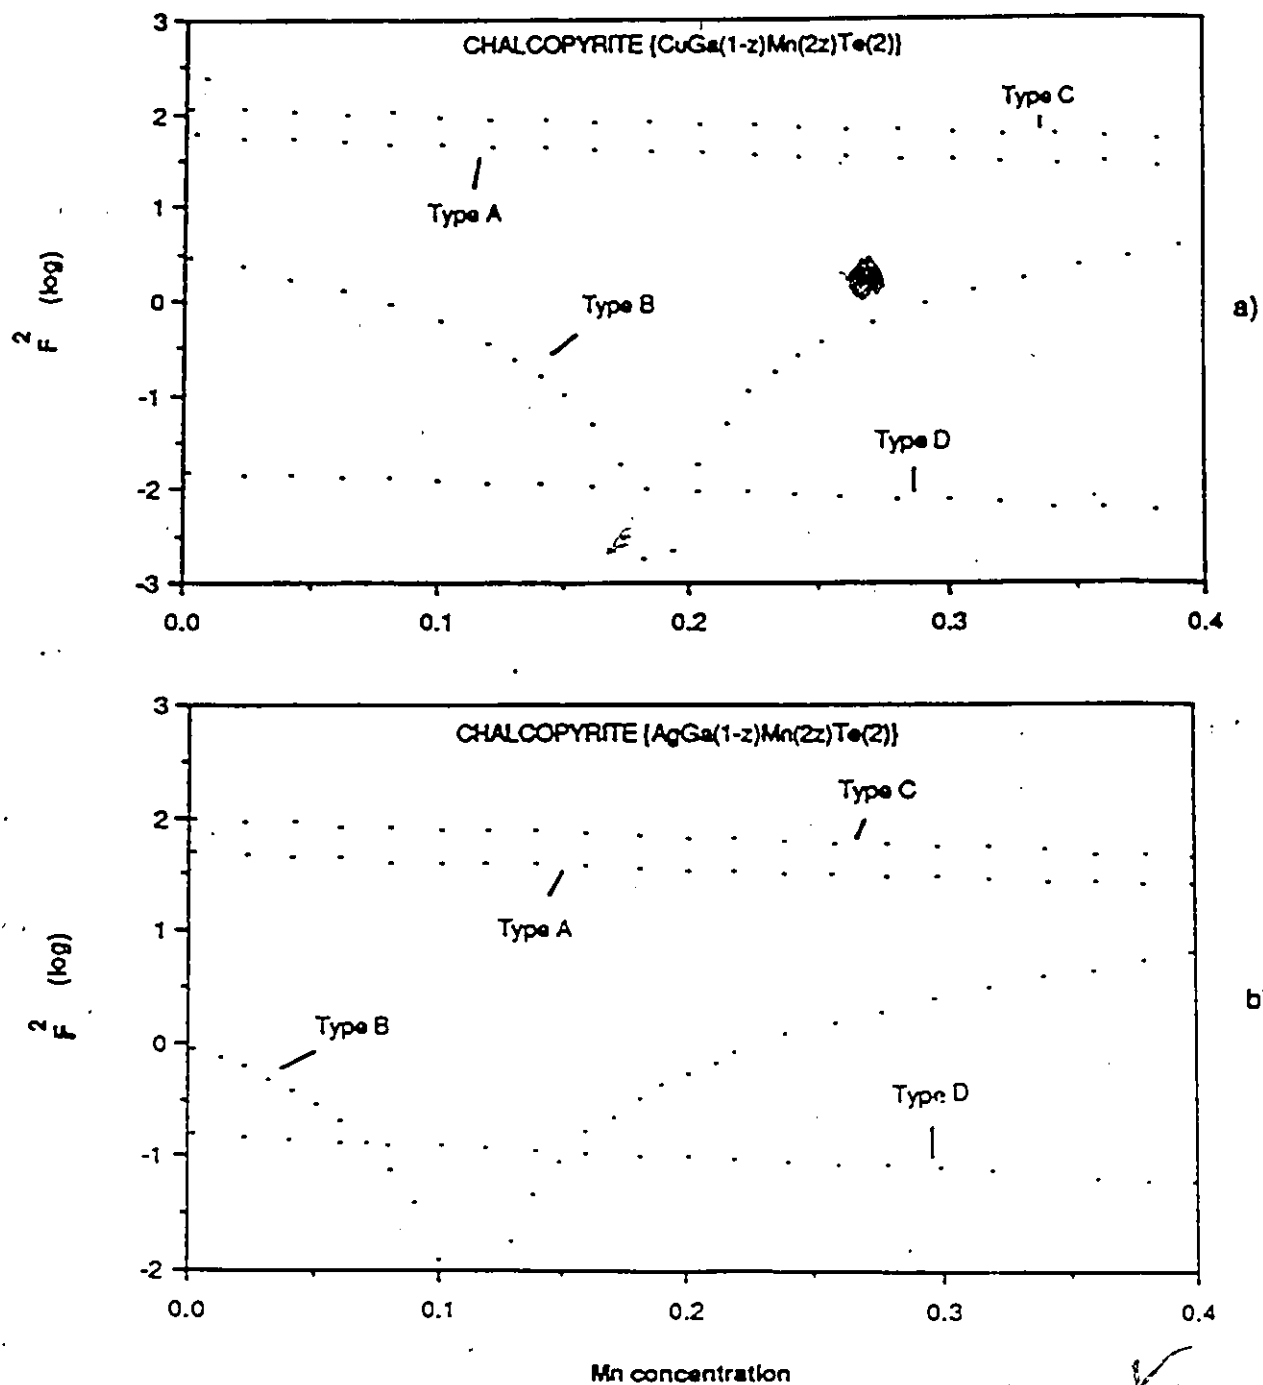 CHALCOPYRITE {CuGa(1-z)Mn(2z)Te(2)}
3
2
1
0
-1
-2
-3
F2 (log)
Type C
Type A
Type B
Type D
a)
0.0
0.1
0.2
0.3
0.4
CHALCOPYRITE {AgGa(1-z)Mn(2z)Te(2)}
3
2
1
0
-1
-2
F2 (log)
Type C
Type A
Type B
Type D
b
0.0
0.1
0.2
0.3
0.4
Mn concentration